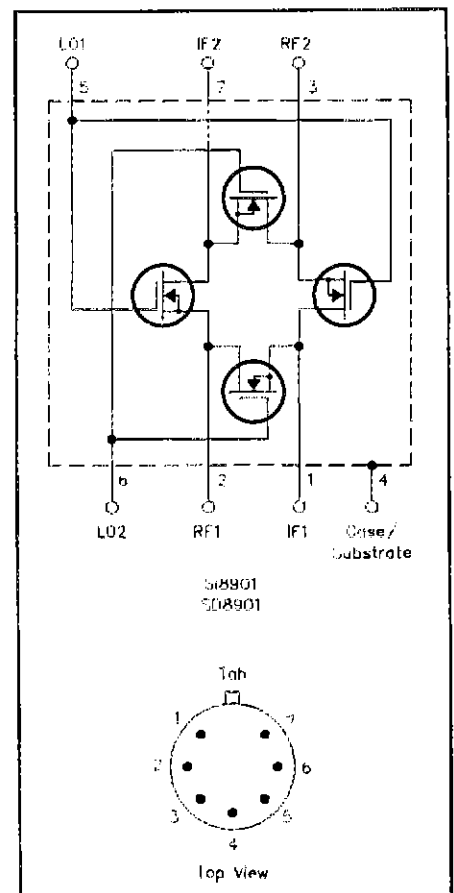 LO1 IF2 RF2
5 7 3
6 2 1 4
LO2 RF1 IF1 Case/
Substrate
Si8901
SD8901
Tab
1 7
2 6
3 5
4
Top View